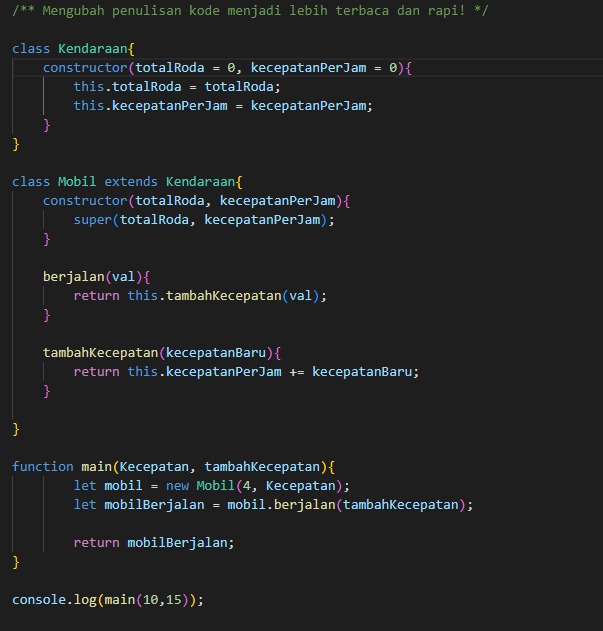 /** Mengubah penulisan kode menjadi lebih terbaca dan rapi! */
class Kendaraan{
constructor(totalRoda = 0, kecepatanPerJam = 0){
this.totalRoda = totalRoda;
this.kecepatanPerJam = kecepatanPerJam;
}
}
class Mobil extends Kendaraan{
constructor(totalRoda, kecepatanPerJam){
super(totalRoda, kecepatanPerJam);
}
berjalan(val){
return this.tambahKecepatan(val);
}
tambahKecepatan(kecepatanBaru){
return this.kecepatanPerJam += kecepatanBaru;
}
}
function main(Kecepatan, tambahKecepatan){
let mobil = new Mobil(4, Kecepatan);
let mobilBerjalan = mobil.berjalan(tambahKecepatan);
return mobilBerjalan;
}
console.log(main(10,15));